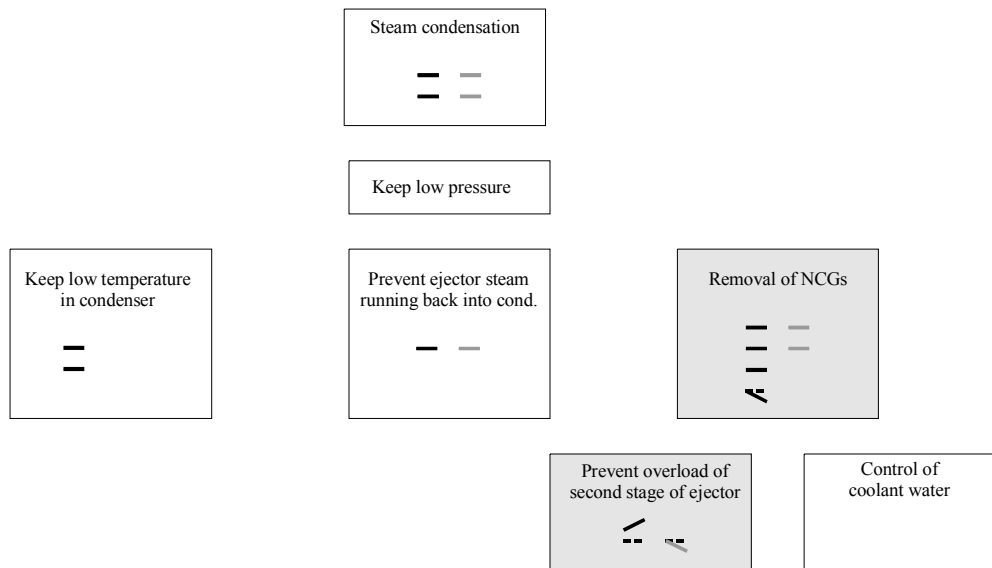 Steam condensation
Keep low pressure
Keep low temperature
in condenser
Prevent ejector steam
running back into cond.
Removal of NCGs
Prevent overload of
second stage of ejector
Control of
coolant water